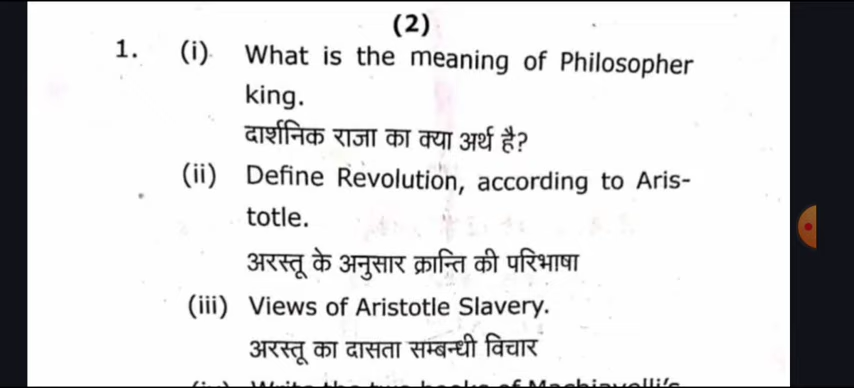 (2)
1. (i) What is the meaning of Philosopher
king.
दार्शनिक राजा का क्या अर्थ है?
(ii) Define Revolution, according to Aris-
totle.
अरस्तू के अनुसार क्रान्ति की परिभाषा
(iii) Views of Aristotle Slavery.
अरस्तू का दासता सम्बन्धी विचार